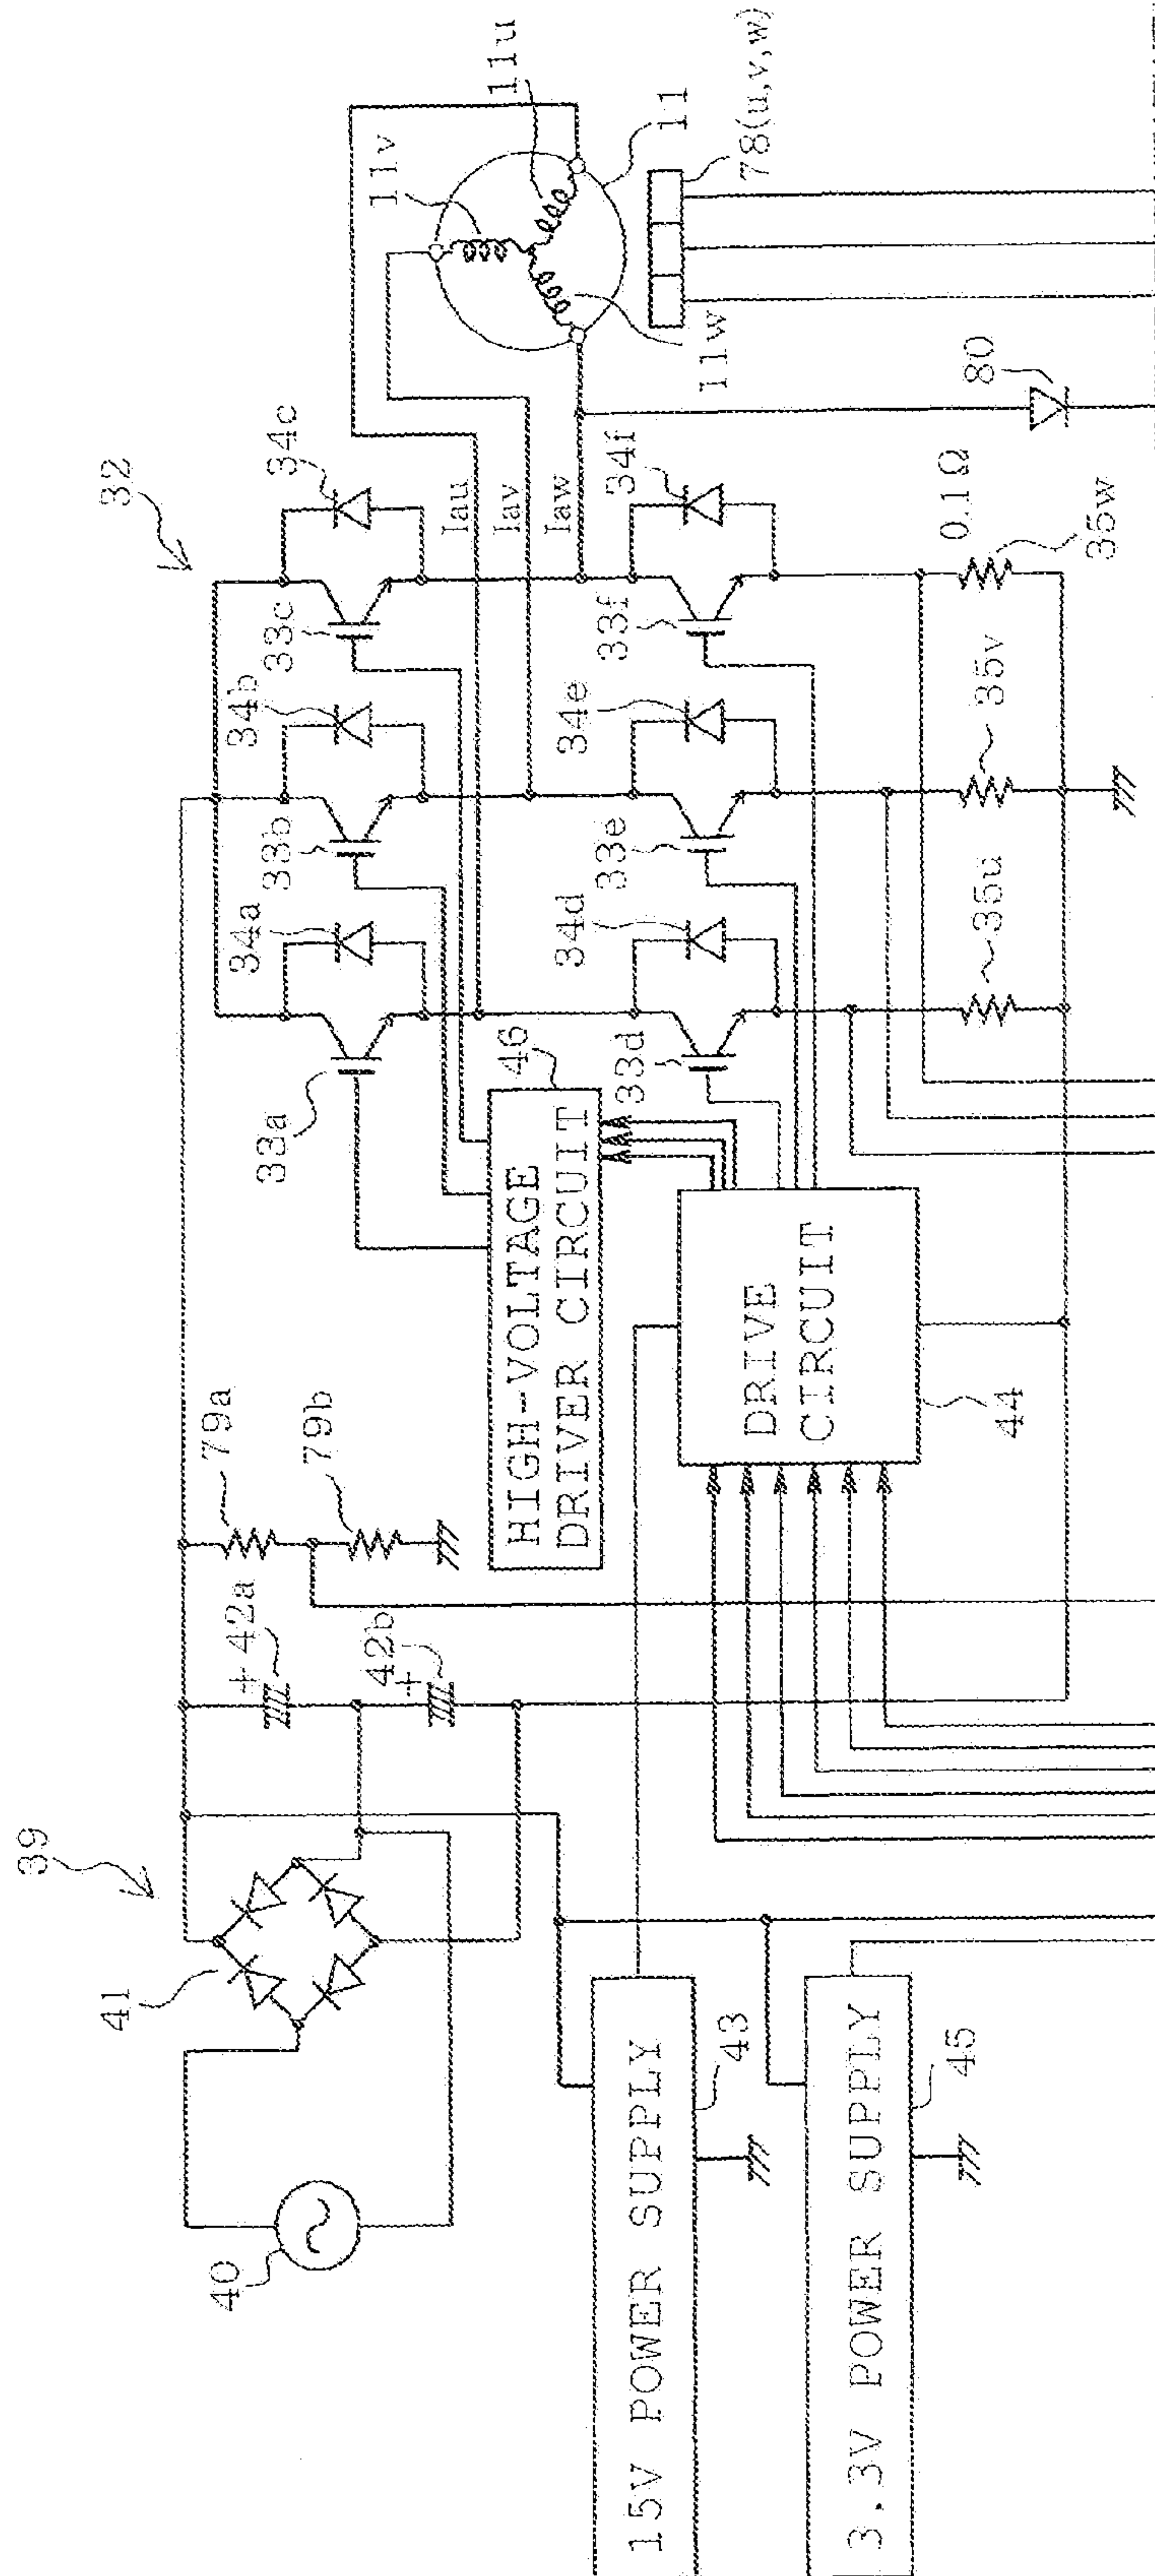 39
41
40
+ 42a
42b
+
79a
79b
32
33a
34a
33b
34b
33c
34c
Iau
Iav
Iaw
11v
11u
11w
11
78(u,v,w)
80
46
HIGH-VOLTAGE
DRIVER CIRCUIT
33d
34d
33e
34e
33f
34f
DRIVE
CIRCUIT
44
35u
35v
0.1Ω
35w
15V POWER SUPPLY
43
3.3V POWER SUPPLY
45